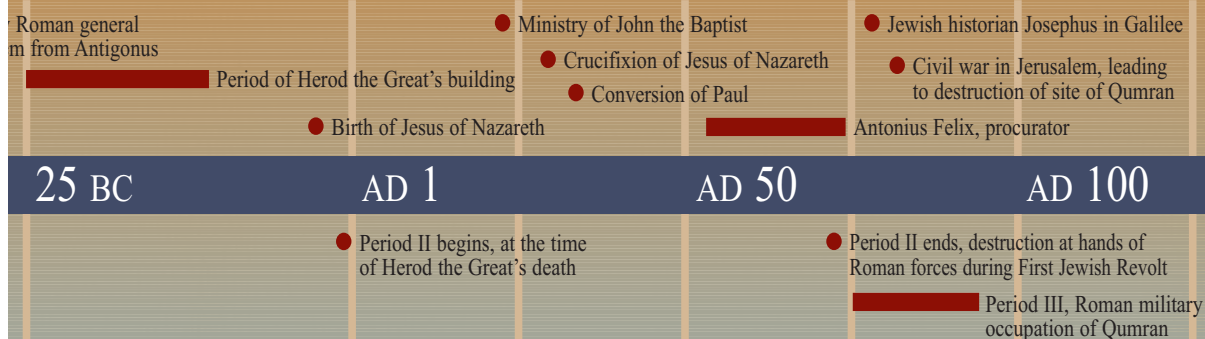 Roman general
from Antigonus
Period of Herod the Great's building
Birth of Jesus of Nazareth
Ministry of John the Baptist
Crucifixion of Jesus of Nazareth
Conversion of Paul
Antonius Felix, procurator
Jewish historian Josephus in Galilee
Civil war in Jerusalem, leading
to destruction of site of Qumran
25 BC
AD 1
AD 50
AD 100
Period II begins, at the time
of Herod the Great's death
Period II ends, destruction at hands of
Roman forces during First Jewish Revolt
Period III, Roman military
occupation of Qumran